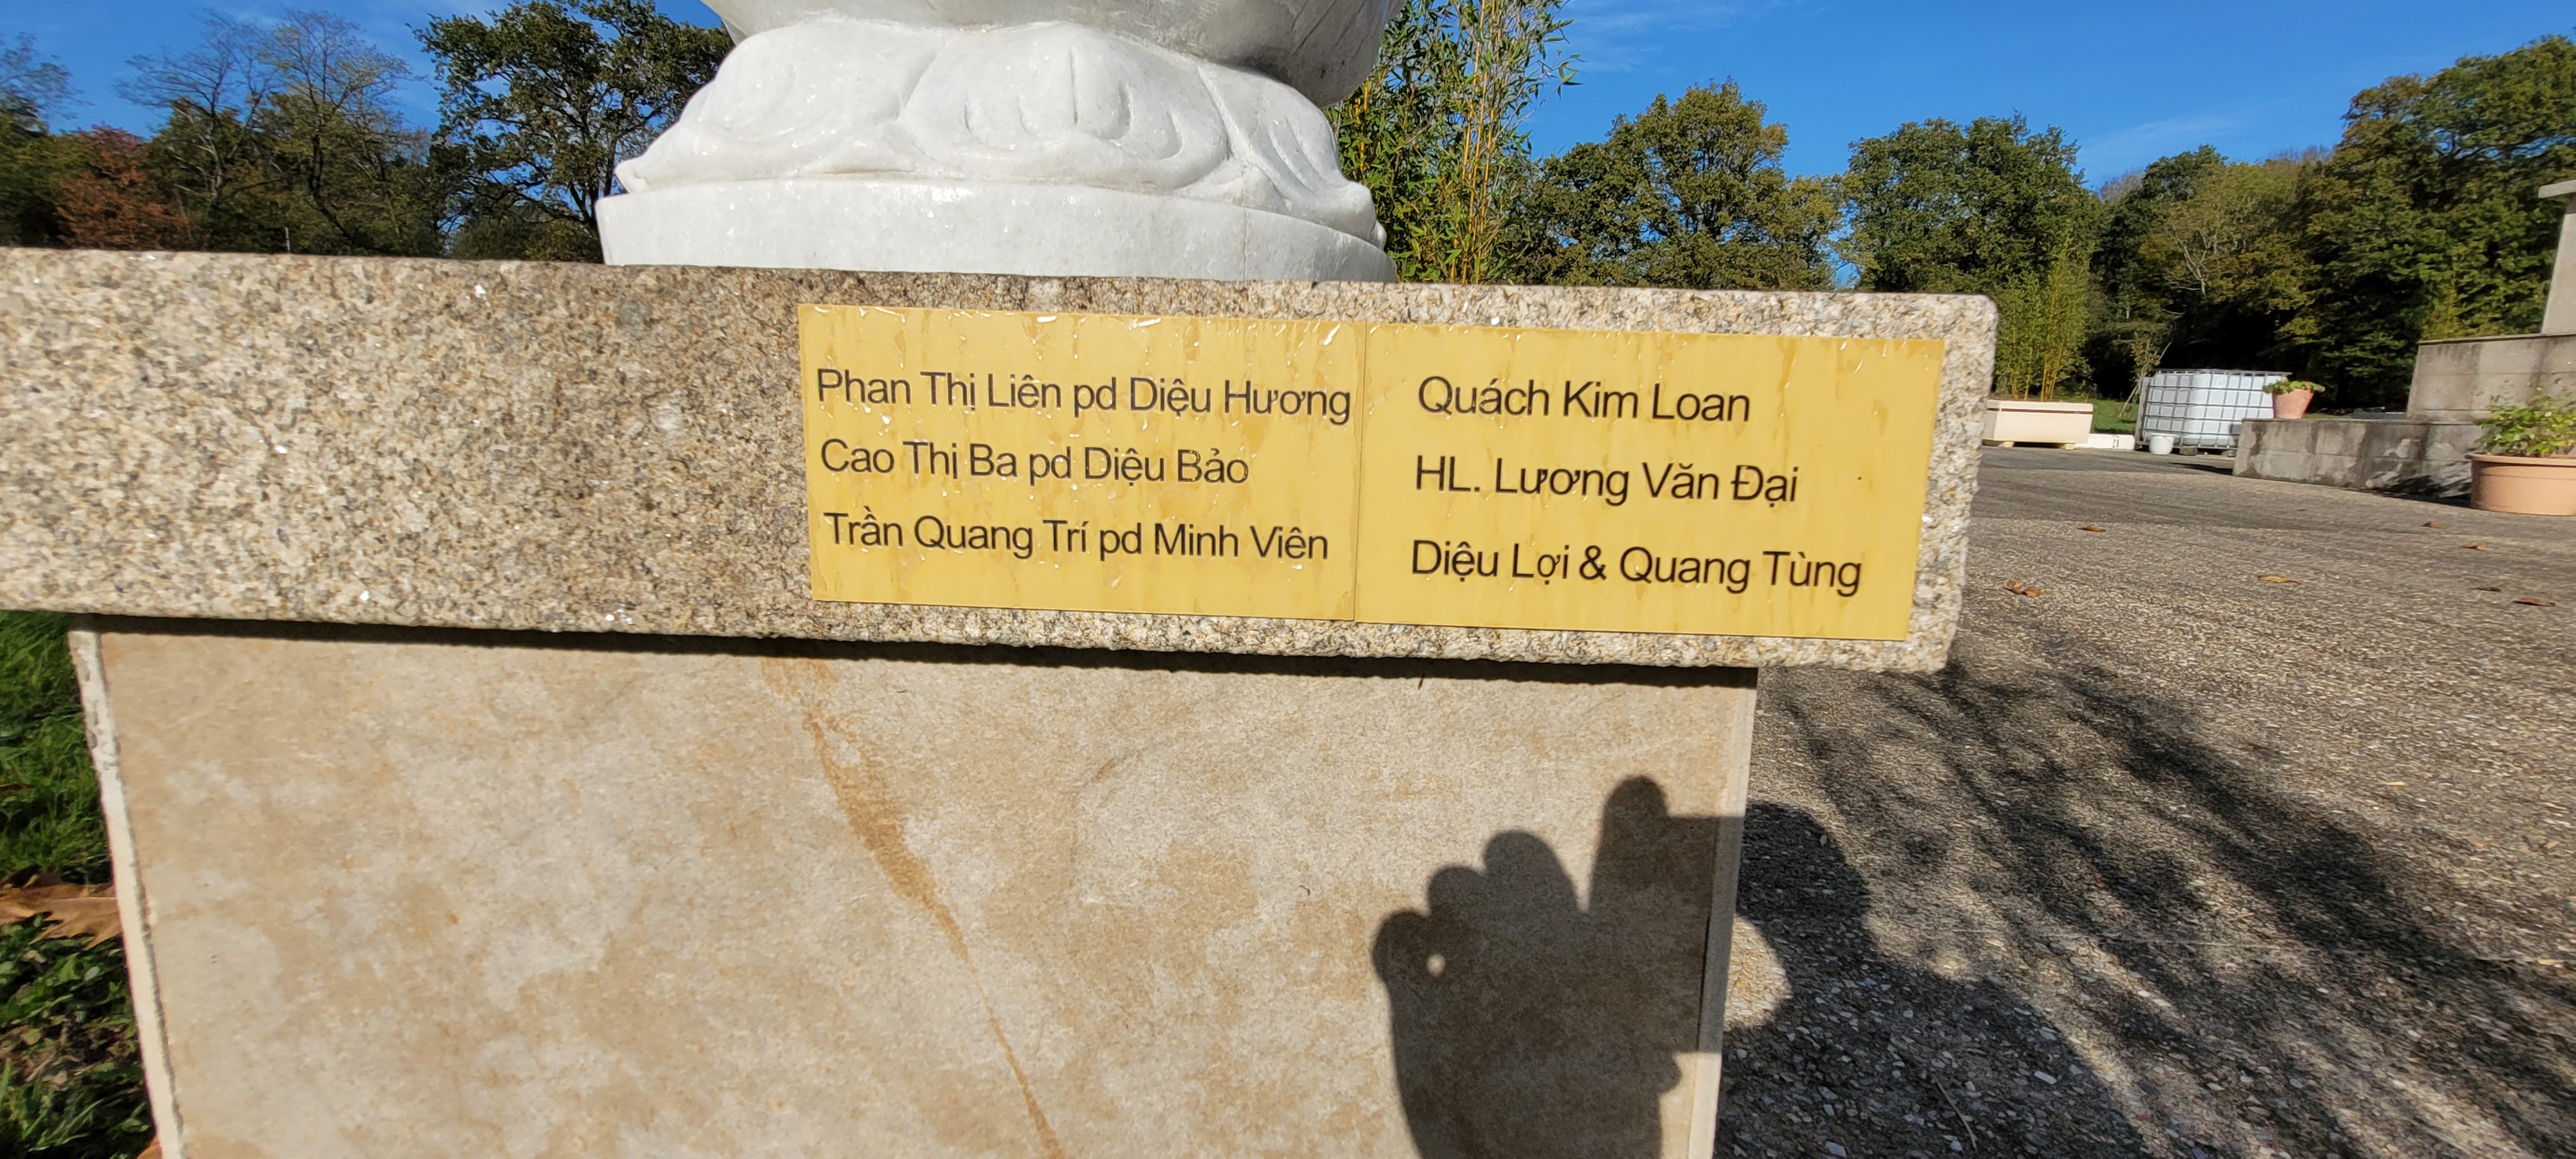 Phan Thị Liên pd Diệu Hương
Cao Thị Ba pd Diệu Bảo
Trần Quang Trí pd Minh Viên
Quách Kim Loan
HL. Lương Văn Đại
Diệu Lợi & Quang Tùng